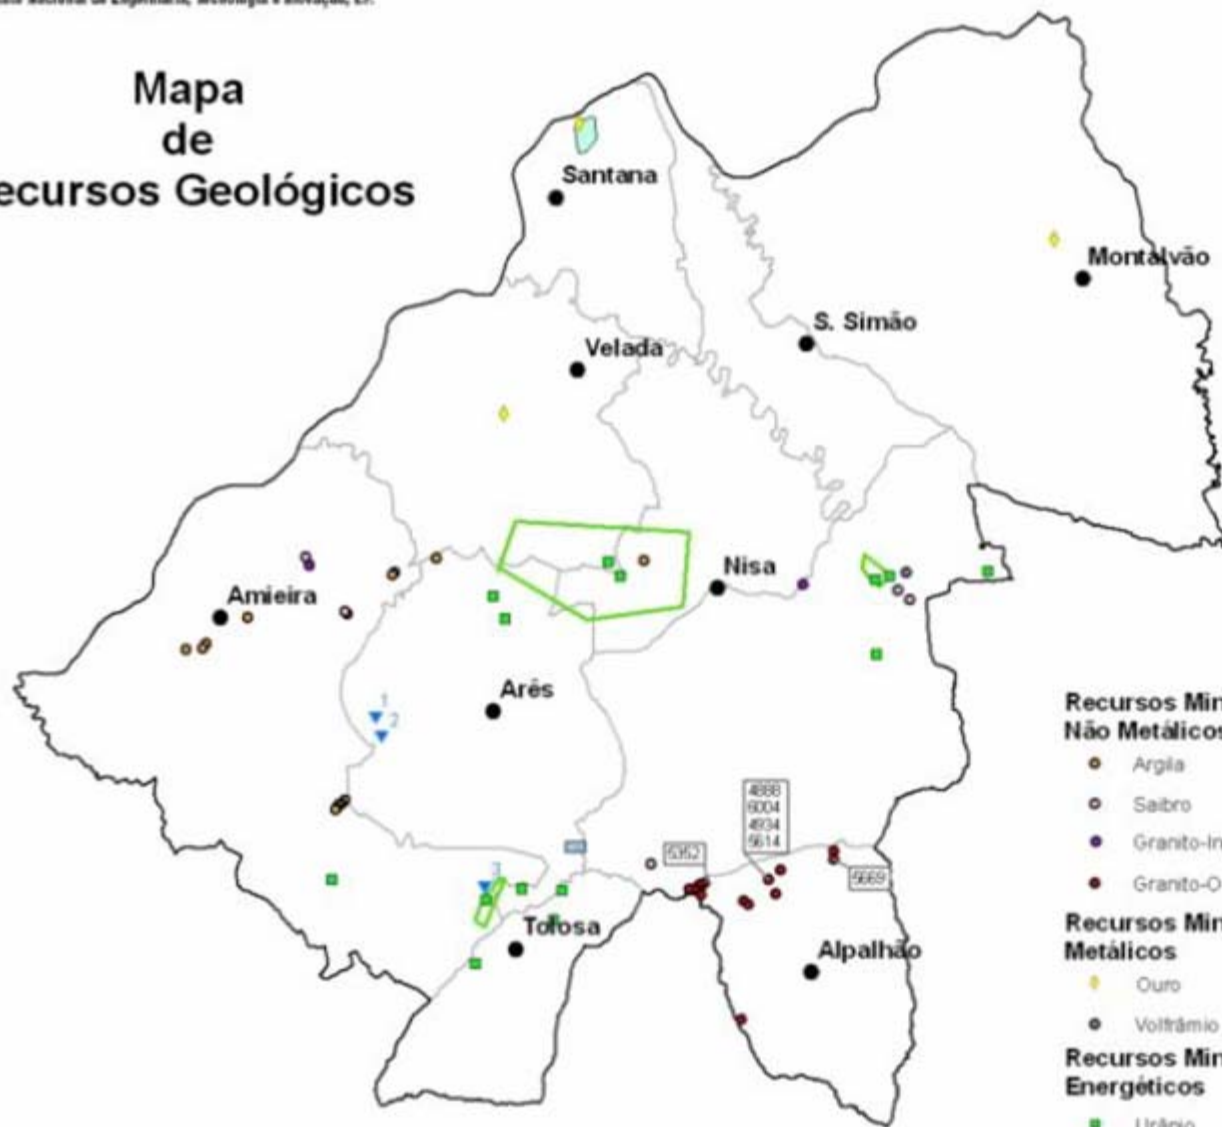 Mapa
de
ecursos Geológicos
Santana
Montalvão
S. Simão
Velada
Nisa
Amieira
Arês
1
2
3
4888
6004
4934
5614
5352
5669
Tolosa
Alpalhão
Recursos Min
Não Metálicos
Argila
Saibro
Granito-In
Granito-O
Recursos Min
Metálicos
Ouro
Volfrâmio
Recursos Min
Energéticos
Urânio